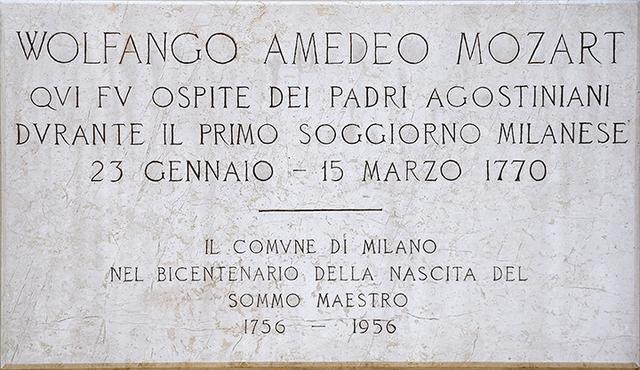 WOLFANGO AMEDEO MOZART
QVI FV OSPITE DEI PADRI AGOSTINIANI
DVRANTE IL PRIMO SOGGIORNO MILANESE
23 GENNAIO – 15 MARZO 1770
IL COMVNE DI MILANO
NEL BICENTENARIO DELLA NASCITA DEL
SOMMO MAESTRO
1756 – 1956